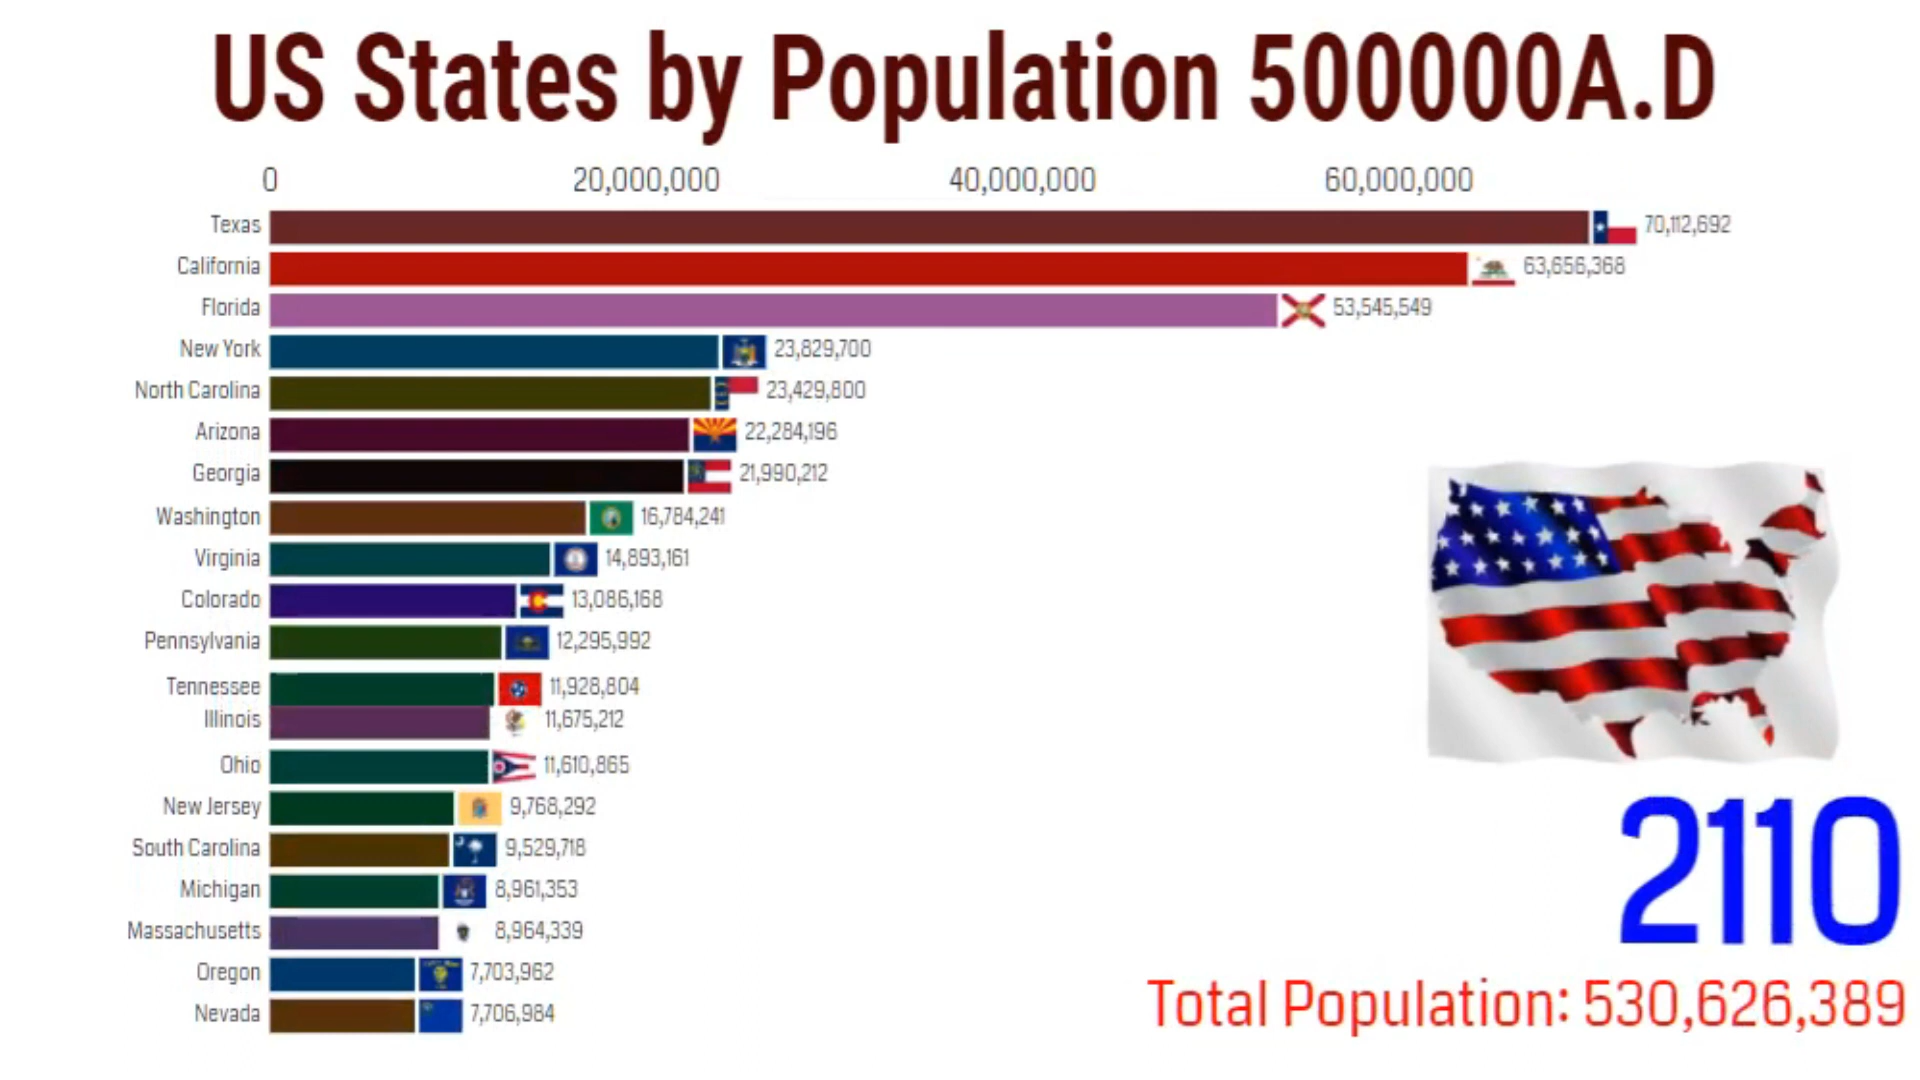 US States by Population 500000A.D
0 20,000,000 40,000,000 60,000,000
Texas 70,112,692
California 63,656,368
Florida 53,545,549
New York 23,829,700
North Carolina 23,429,800
Arizona 22,284,196
Georgia 21,990,212
Washington 16,784,241
Virginia 14,893,161
Colorado 13,086,168
Pennsylvania 12,295,992
Tennessee 11,928,804
Illinois 11,675,212
Ohio 11,610,865
New Jersey 9,768,292
South Carolina 9,529,718
Michigan 8,961,353
Massachusetts 8,964,339
Oregon 7,703,962
Nevada 7,706,984
2110
Total Population: 530,626,389